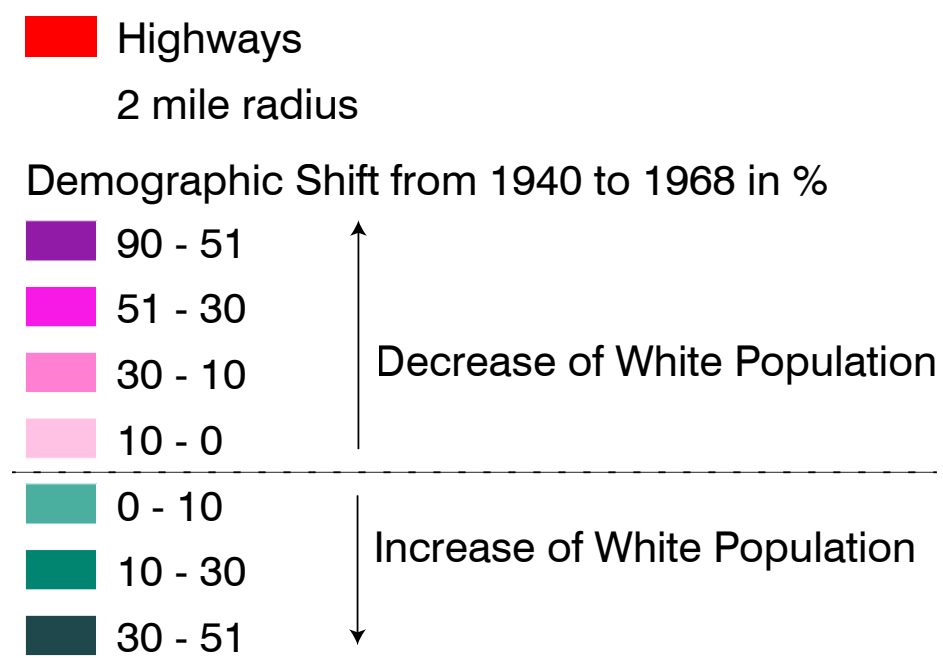 Highways
2 mile radius
Demographic Shift from 1940 to 1968 in %
90 - 51
51 - 30
30 - 10
Decrease of White Population
10 - 0
0 - 10
10 - 30
Increase of White Population
30 - 51